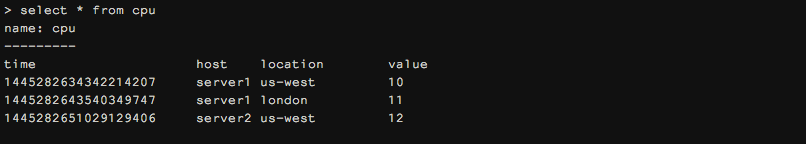 > select * from cpu
name: cpu
---------
time host location value
1445282634342214207 server1 us-west 10
1445282643540349747 server1 london 11
1445282651029129406 server2 us-west 12